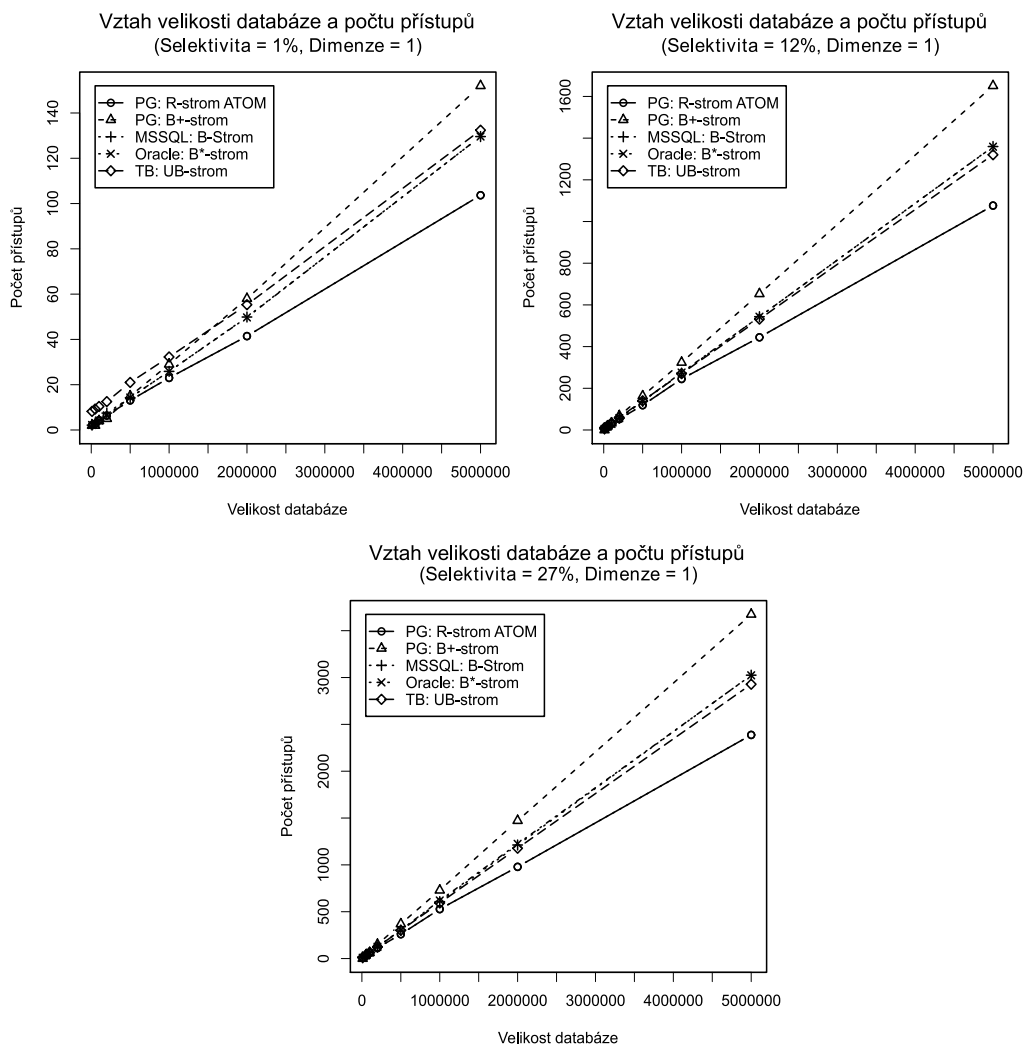 Vztah velikosti databáze a počtu přístupů
(Selektivita = 1%, Dimenze = 1)
PG: R-strom ATOM
PG: B+-strom
MSSQL: B-Strom
Oracle: B*-strom
TB: UB-strom
Počet přístupů
0 20 40 60 80 100 120 140
0 1000000 2000000 3000000 4000000 5000000
Velikost databáze
Vztah velikosti databáze a počtu přístupů
(Selektivita = 12%, Dimenze = 1)
PG: R-strom ATOM
PG: B+-strom
MSSQL: B-Strom
Oracle: B*-strom
TB: UB-strom
Počet přístupů
0 200 400 600 800 1200 1600
0 1000000 2000000 3000000 4000000 5000000
Velikost databáze
Vztah velikosti databáze a počtu přístupů
(Selektivita = 27%, Dimenze = 1)
PG: R-strom ATOM
PG: B+-strom
MSSQL: B-Strom
Oracle: B*-strom
TB: UB-strom
Počet přístupů
0 500 1000 2000 3000
0 1000000 2000000 3000000 4000000 5000000
Velikost databáze